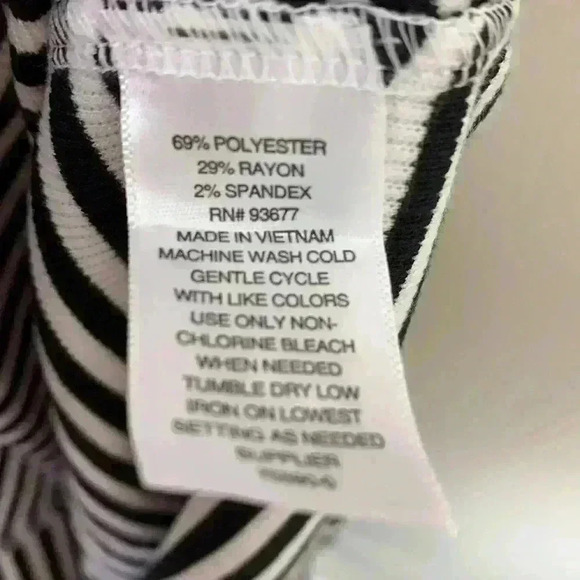 69% POLYESTER
29% RAYON
2% SPANDEX
RN# 93677
MADE IN VIETNAM
MACHINE WASH COLD
GENTLE CYCLE
WITH LIKE COLORS
USE ONLY NON-
CHLORINE BLEACH
WHEN NEEDED
TUMBLE DRY LOW
IRON ON LOWEST
SETTING AS NEEDED
SUPPLIER